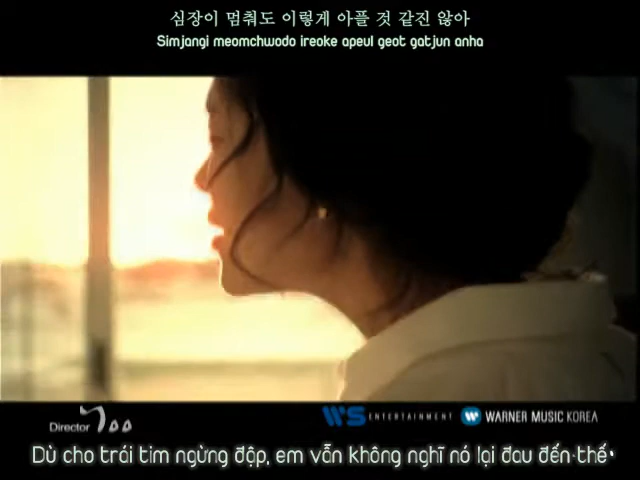 심장이 멈춰도 이렇게 아플 것 같진 않아
Simjangi meomchwodo ireoke apeul geot gatjun anha
Director 700
WS ENTERTAINMENT WARNER MUSIC KOREA
Dù cho trái tim ngừng đập, em vẫn không nghĩ nó lại đau đến thế